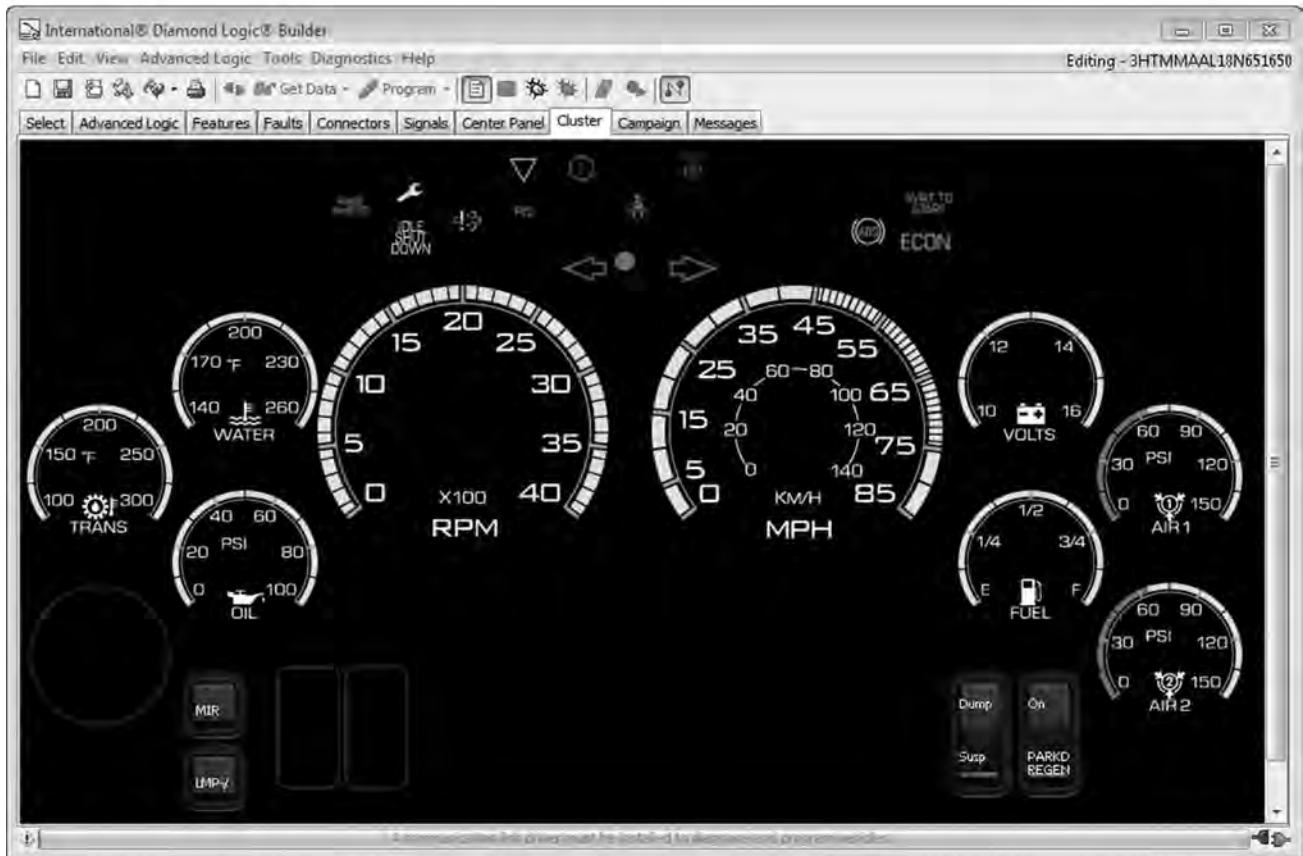 International® Diamond Logic® Builder
File Edit View Advanced Logic Tools Diagnostics Help
Editing - 3HTMMAAL18N651650
Get Data Program
Select Advanced Logic Features Faults Connectors Signals Center Panel Cluster Campaign Messages
IDLE SHUT DOWN
ABS
ECON
140 170 200 230 260
°F
WATER
100 150 200 250 300
°F
TRANS
0 20 40 60 80 100
PSI
OIL
0 5 10 15 20 25 30 35 40
X100
RPM
0 5 15 25 35 45 55 65 75 85
0 20 40 60 80 100 120 140
KM/H
MPH
10 12 14 16
VOLTS
E 1/4 1/2 3/4 F
FUEL
0 30 60 90 120 150
PSI
1
AIR 1
0 30 60 90 120 150
PSI
2
AIR 2
MIR
Dump
Susp
On
PARKD
REGEN